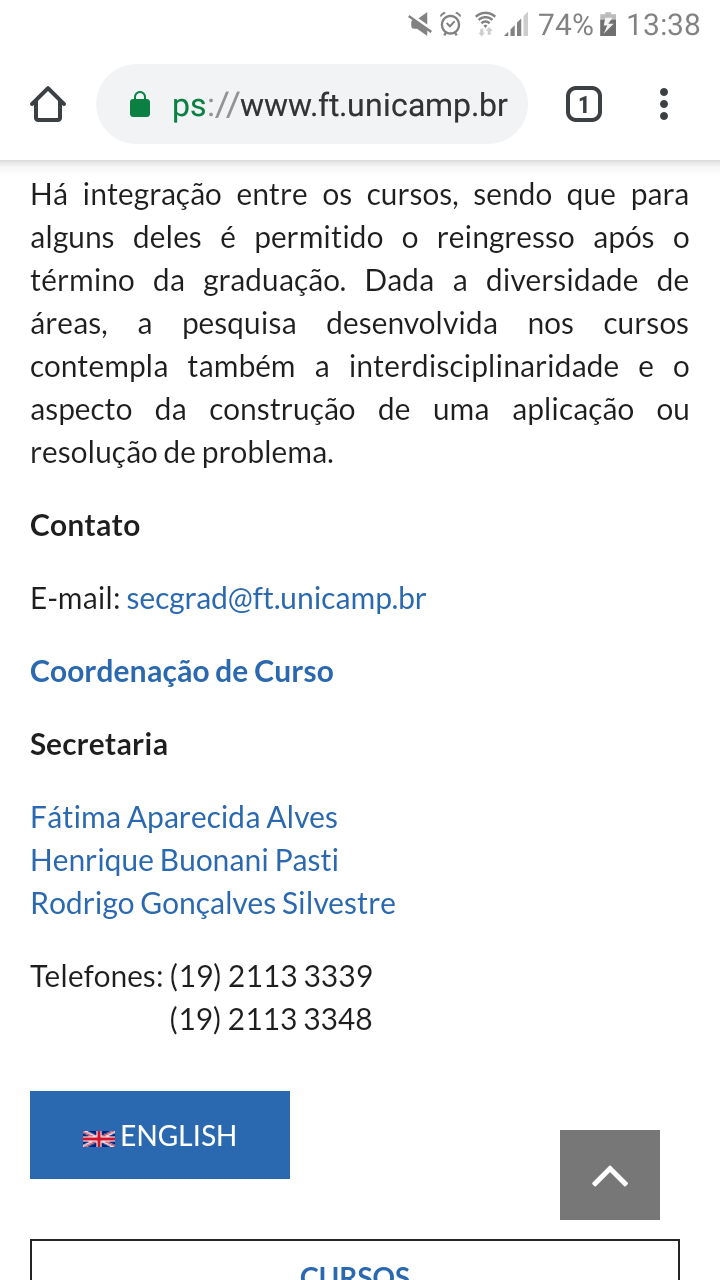 74% 13:38
ps://www.ft.unicamp.br
1
Há integração entre os cursos, sendo que para
alguns deles é permitido o reingresso após o
término da graduação. Dada a diversidade de
áreas, a pesquisa desenvolvida nos cursos
contempla também a interdisciplinaridade e o
aspecto da construção de uma aplicação ou
resolução de problema.
Contato
E-mail: secgrad@ft.unicamp.br
Coordenação de Curso
Secretaria
Fátima Aparecida Alves
Henrique Buonani Pasti
Rodrigo Gonçalves Silvestre
Telefones: (19) 2113 3339
(19) 2113 3348
ENGLISH
CURSOS